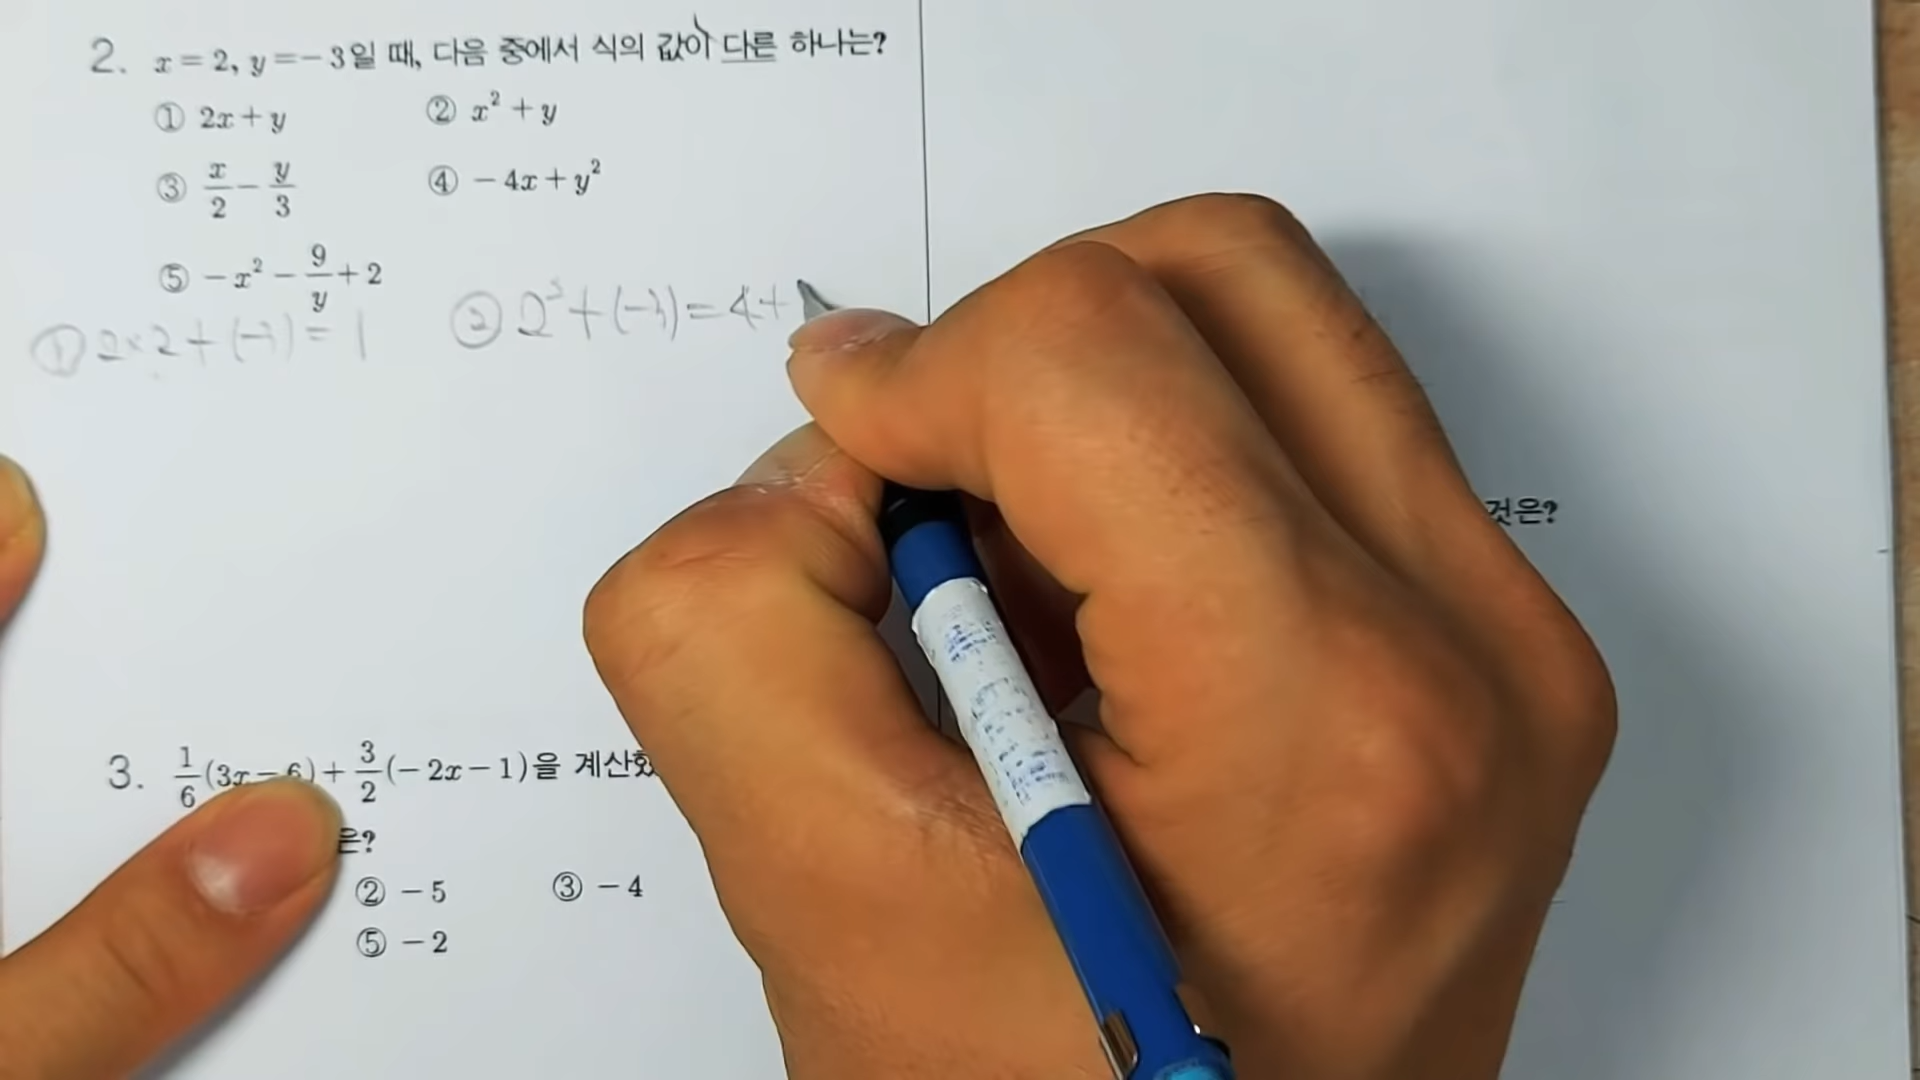 2. x = 2, y = - 3일 때, 다음 중에서 식의 값이 다른 하나는?
① 2x + y ② x² + y
③ x/2 - y/3 ④ - 4x + y²
⑤ - x² - 9/y + 2
① 2×2 + (-3) = 1 ② 2² + (-3) = 4 +
것은?
3. 1/6 (3x - 6) + 3/2 (- 2x - 1)을 계산
은?
② - 5 ③ - 4
⑤ - 2